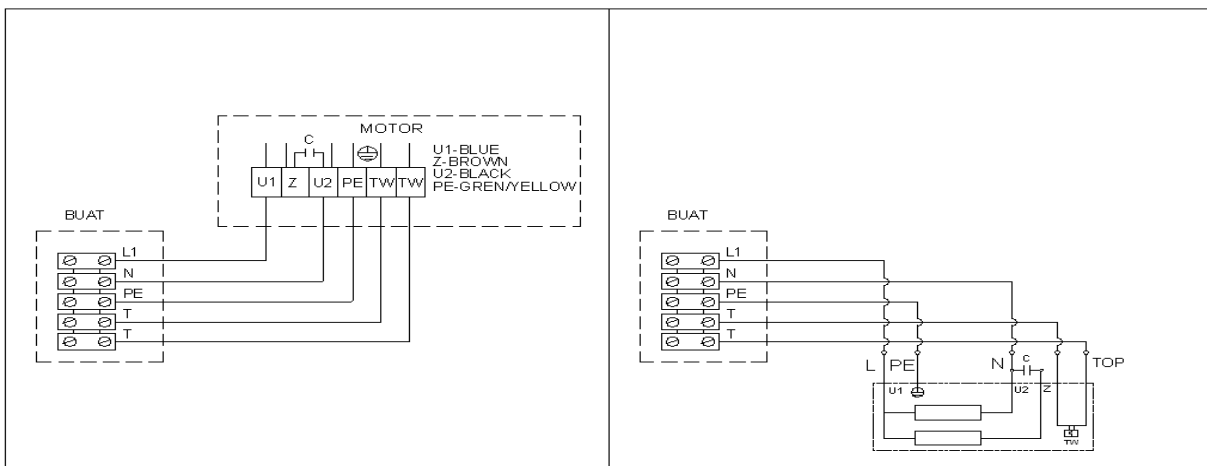 MOTOR
C
U1-BLUE
Z-BROWN
U2-BLACK
PE-GREN/YELLOW
U1 Z U2 PE TW TW
BUAT
L1
N
PE
T
T
BUAT
L1
N
PE
T
T
L PE N C TOP
U1 U2 Z
TW